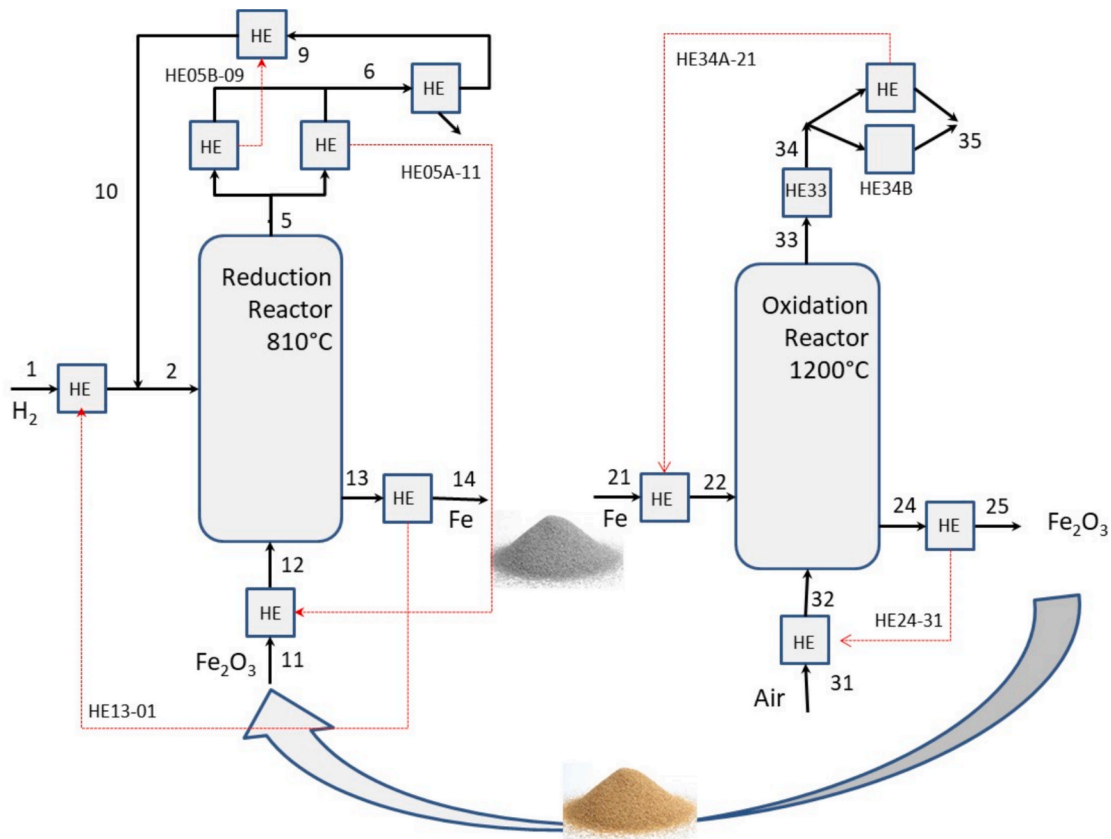 HE
9
HE05B-09
6
HE
HE
HE
10
HE05A-11
5
Reduction
Reactor
810°C
1
HE
2
H₂
13
HE
14
Fe
12
HE
Fe₂O₃
11
HE13-01
HE34A-21
HE
34
35
HE33
HE34B
33
Oxidation
Reactor
1200°C
21
HE
22
Fe
24
HE
25
Fe₂O₃
32
HE24-31
HE
31
Air